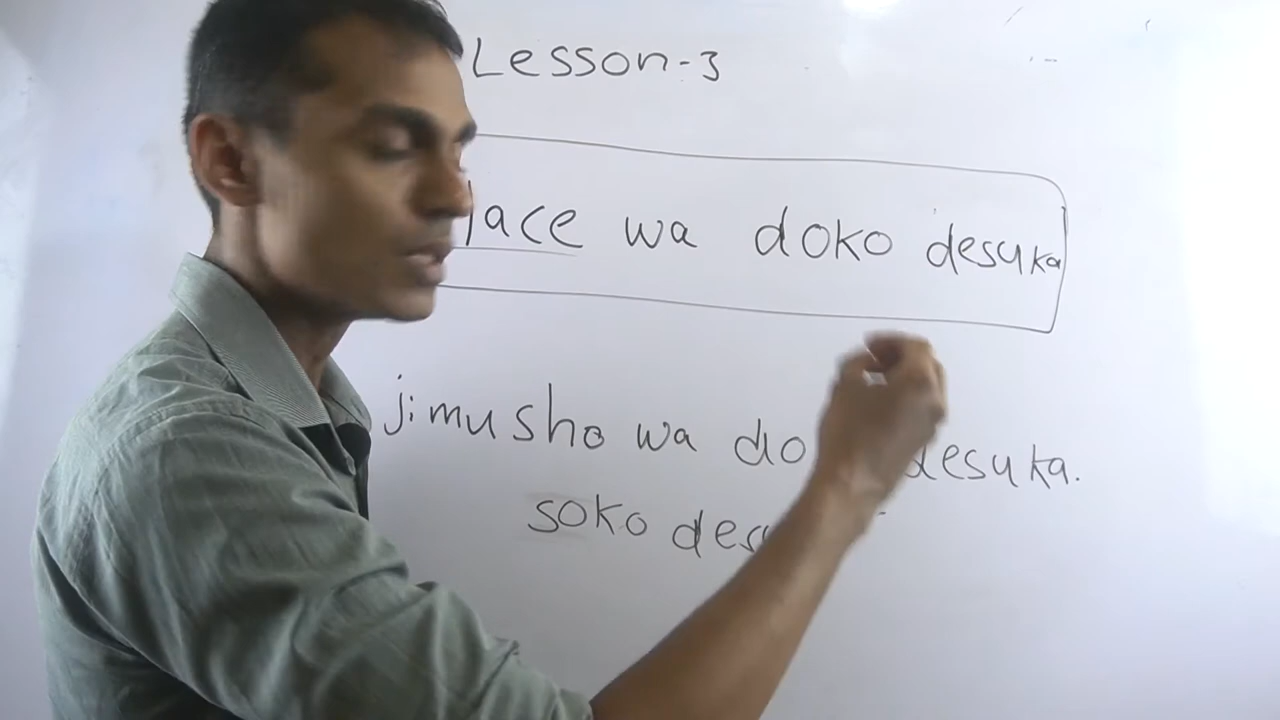 Lesson-3
lace wa doko desuka
jimusho wa do desuka.
soko des